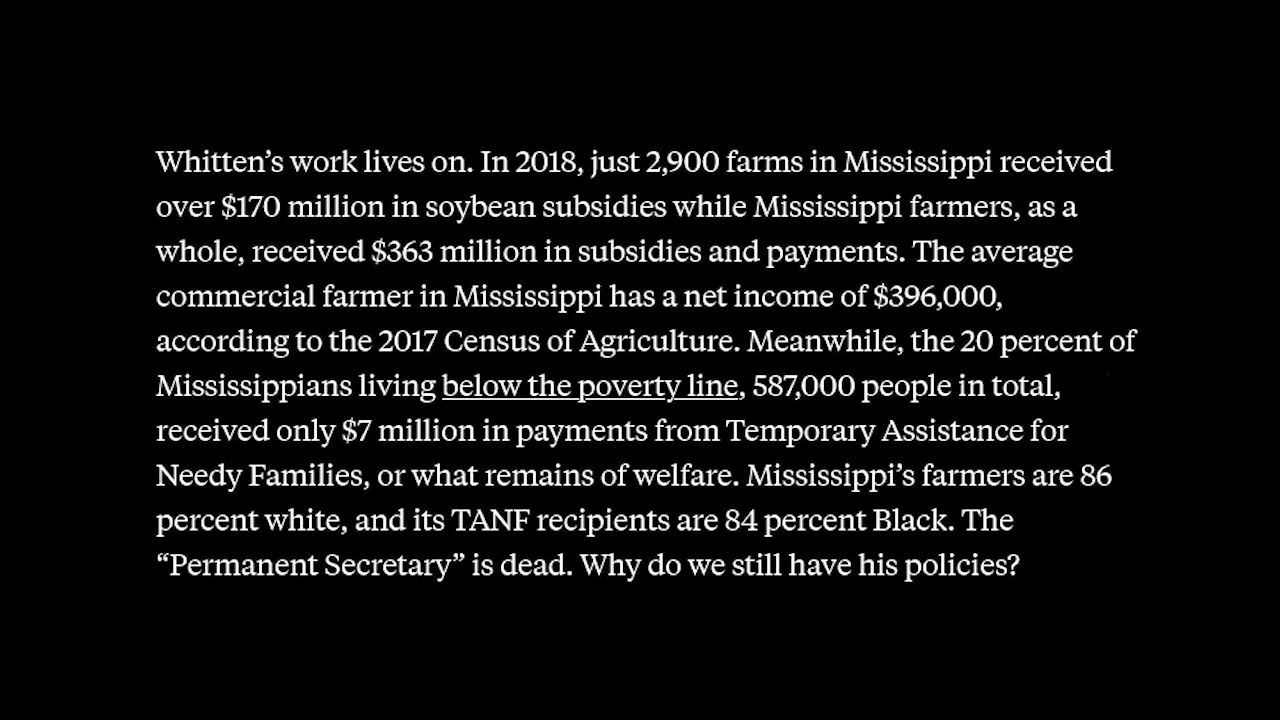 Whitten’s work lives on. In 2018, just 2,900 farms in Mississippi received
over $170 million in soybean subsidies while Mississippi farmers, as a
whole, received $363 million in subsidies and payments. The average
commercial farmer in Mississippi has a net income of $396,000,
according to the 2017 Census of Agriculture. Meanwhile, the 20 percent of
Mississippians living below the poverty line, 587,000 people in total,
received only $7 million in payments from Temporary Assistance for
Needy Families, or what remains of welfare. Mississippi’s farmers are 86
percent white, and its TANF recipients are 84 percent Black. The
“Permanent Secretary” is dead. Why do we still have his policies?